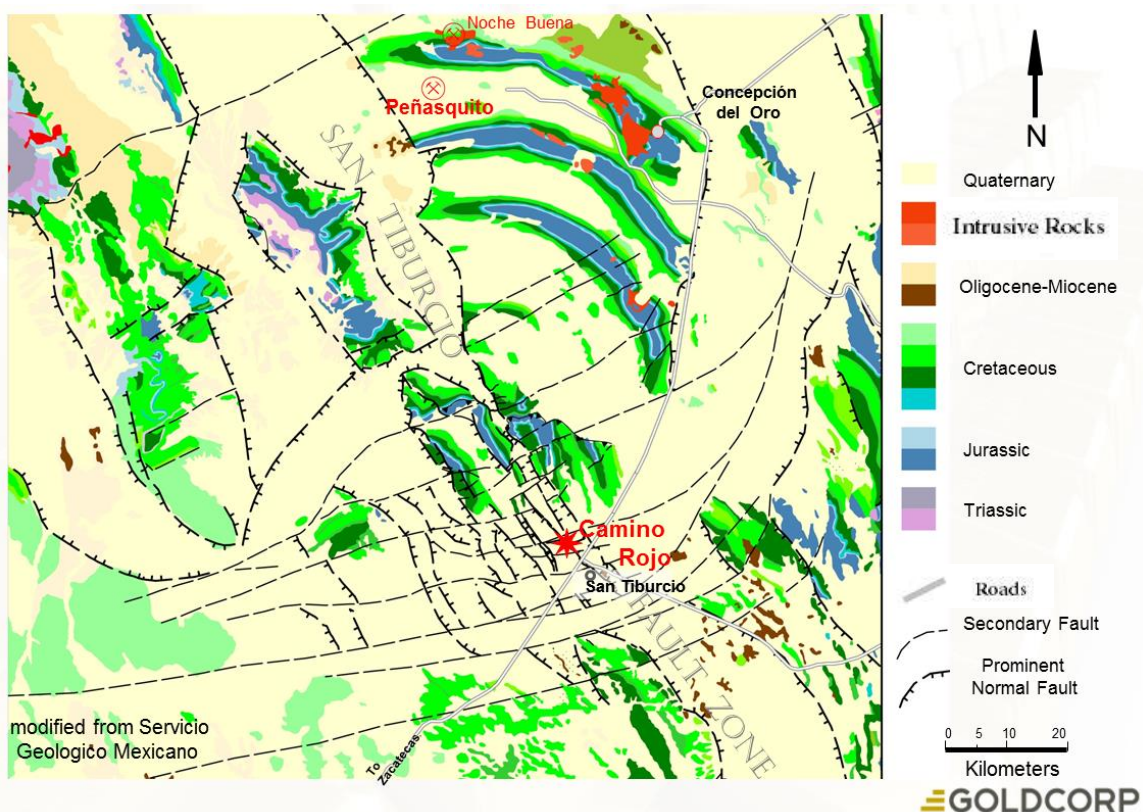 Noche Buena
Peñasquito
Concepción
del Oro
SAN TIBURCIO
FAULT ZONE
Camino
Rojo
San Tiburcio
To
Zacatecas
modified from Servicio
Geologico Mexicano
N
Quaternary
Intrusive Rocks
Oligocene-Miocene
Cretaceous
Jurassic
Triassic
Roads
Secondary Fault
Prominent
Normal Fault
0 5 10 20
Kilometers
GOLDCORP